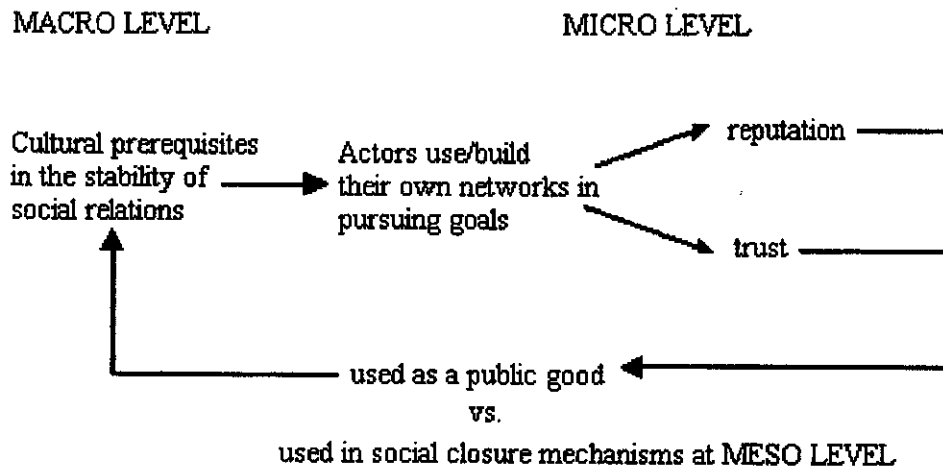 MACRO LEVEL
MICRO LEVEL
Cultural prerequisites
in the stability of
social relations
Actors use/build
their own networks in
pursuing goals
reputation
trust
used as a public good
vs.
used in social closure mechanisms at MESO LEVEL